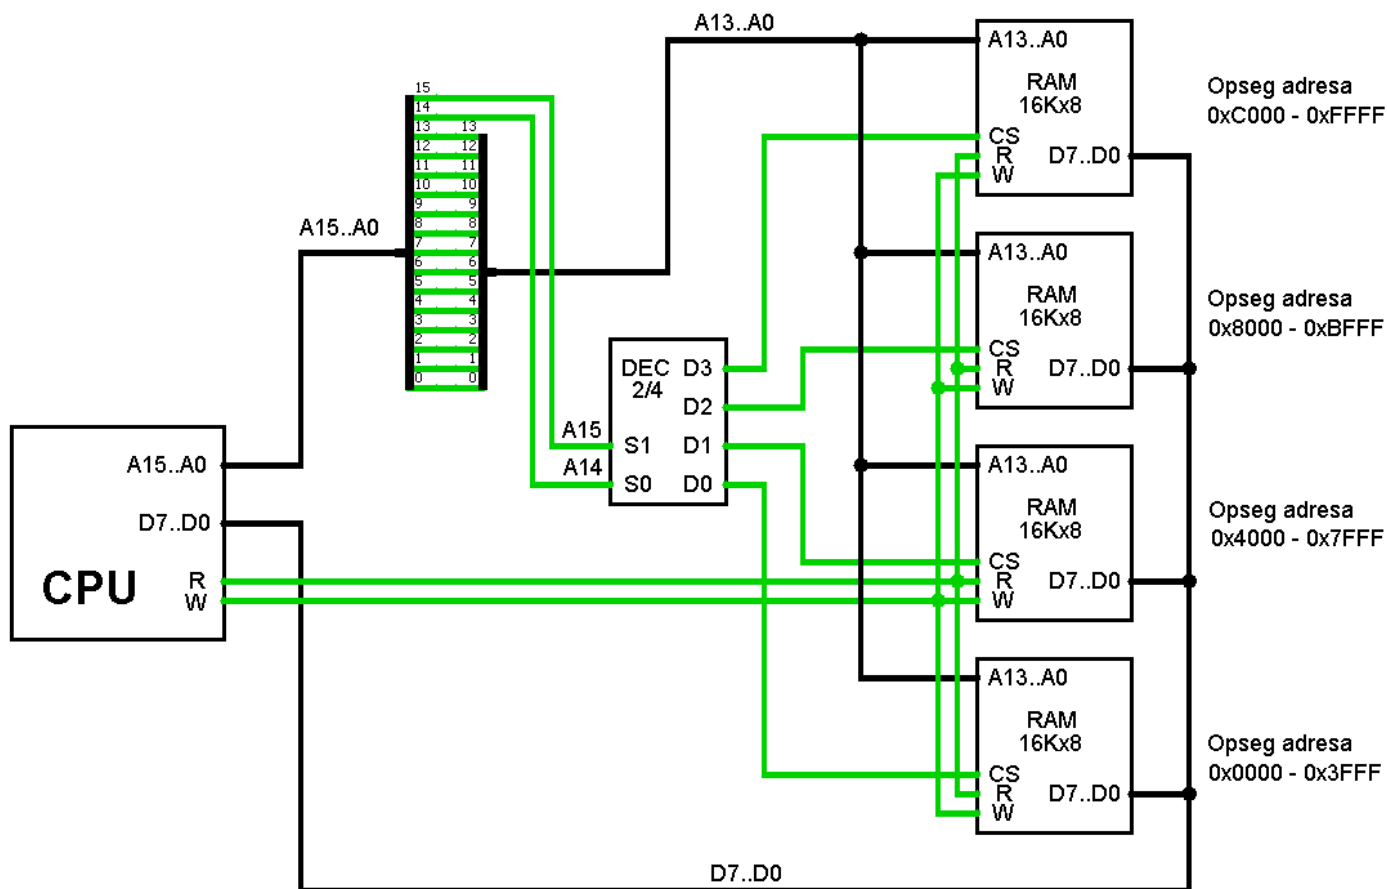 A13..A0
A15..A0
15
14
13
12
11
10
9
8
7
6
5
4
3
2
1
0
13
12
11
10
9
8
7
6
5
4
3
2
1
0
A15..A0
D7..D0
CPU
R
W
A15
A14
DEC
2/4
S1
S0
D3
D2
D1
D0
A13..A0
RAM
16Kx8
CS
R
W
D7..D0
Opseg adresa
0xC000 - 0xFFFF
A13..A0
RAM
16Kx8
CS
R
W
D7..D0
Opseg adresa
0x8000 - 0xBFFF
A13..A0
RAM
16Kx8
CS
R
W
D7..D0
Opseg adresa
0x4000 - 0x7FFF
A13..A0
RAM
16Kx8
CS
R
W
D7..D0
Opseg adresa
0x0000 - 0x3FFF
D7..D0